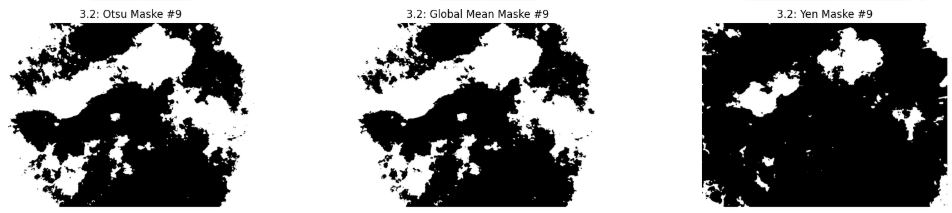 3.2: Otsu Maske #9
3.2: Global Mean Maske #9
3.2: Yen Maske #9